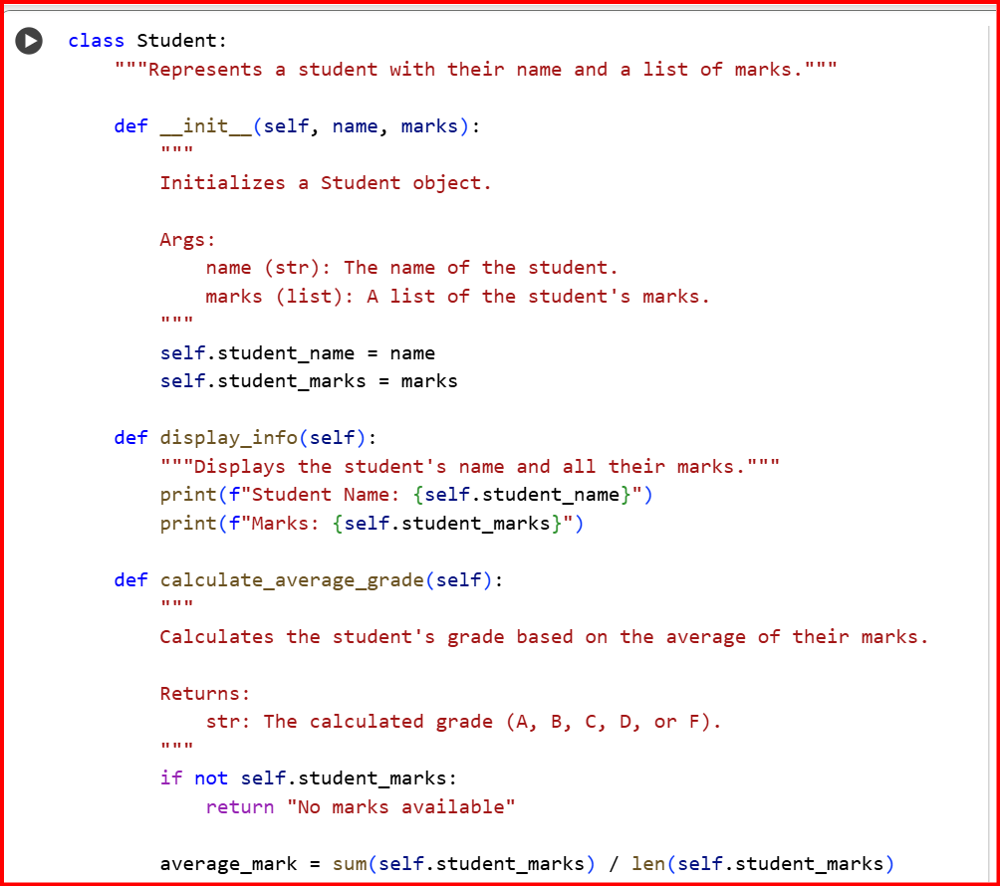 class Student:
    """Represents a student with their name and a list of marks."""

    def __init__(self, name, marks):
        """
        Initializes a Student object.

        Args:
            name (str): The name of the student.
            marks (list): A list of the student's marks.
        """
        self.student_name = name
        self.student_marks = marks

    def display_info(self):
        """Displays the student's name and all their marks."""
        print(f"Student Name: {self.student_name}")
        print(f"Marks: {self.student_marks}")

    def calculate_average_grade(self):
        """
        Calculates the student's grade based on the average of their marks.

        Returns:
            str: The calculated grade (A, B, C, D, or F).
        """
        if not self.student_marks:
            return "No marks available"

        average_mark = sum(self.student_marks) / len(self.student_marks)